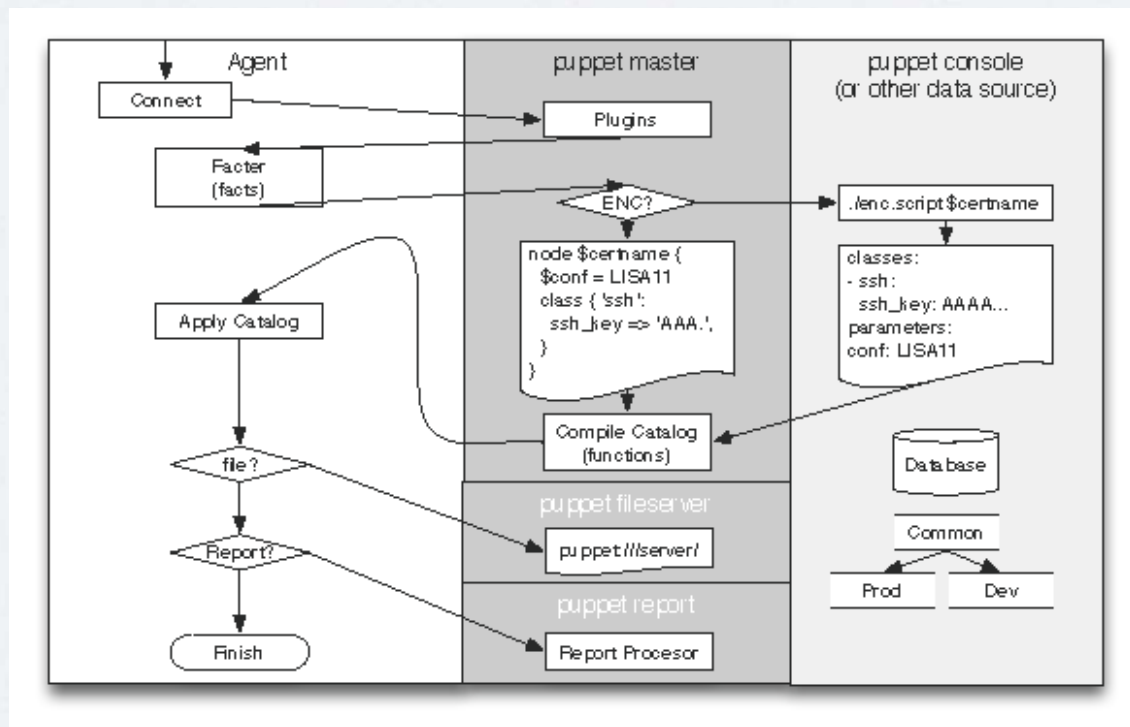 Agent
Connect
Facter
(facts)
Apply Catalog
file?
Report?
Finish
puppet master
Plugins
ENC?
node $certname {
$conf = LISA11
class { 'ssh':
ssh_key => 'AAA.',
}
}
Compile Catalog
(functions)
puppet fileserver
puppet:///server/
puppet report
Report Procesor
puppet console
(or other data source)
./enc.script $certname
classes:
- ssh:
ssh_key: AAAA...
parameters:
conf: LISA11
Database
Common
Prod
Dev